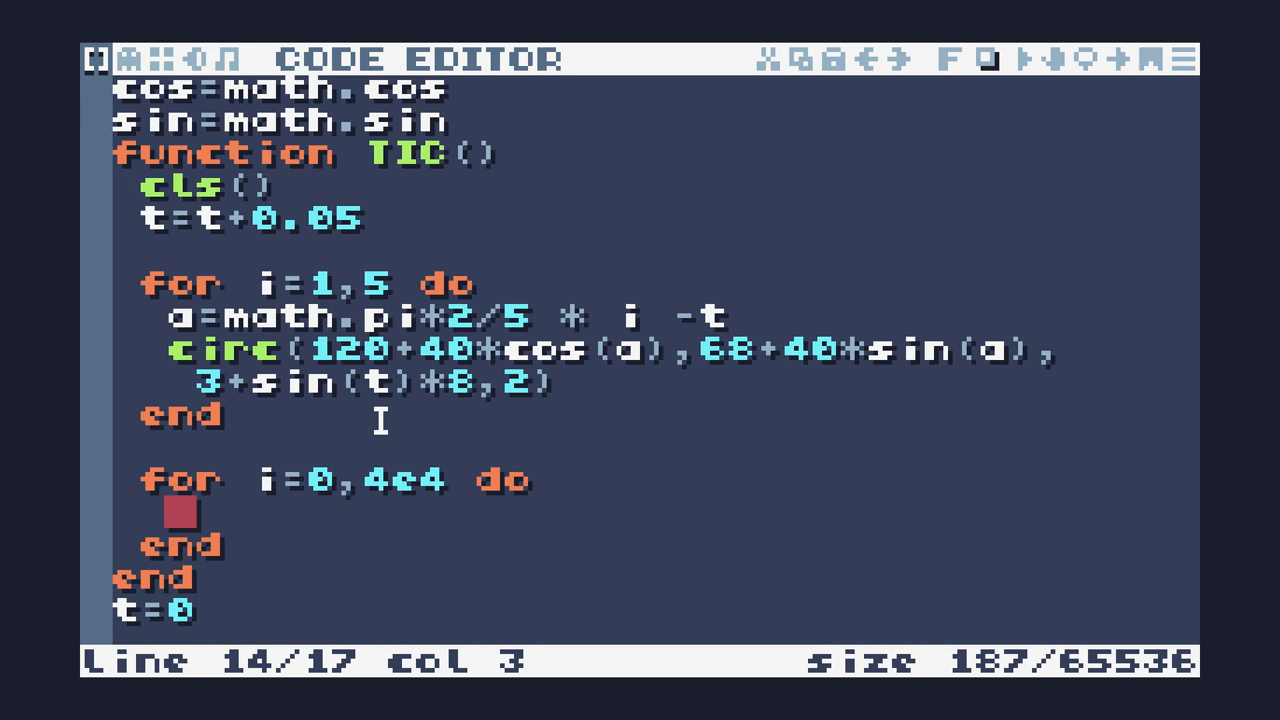 CODE EDITOR
F
cos=math.cos
sin=math.sin
function TIC()
cls()
t=t+0.05
for i=1,5 do
a=math.pi*2/5 * i -t
circ(120+40*cos(a),68+40*sin(a),
3+sin(t)*8,2)
end
for i=0,4e4 do
end
end
t=0
line 14/17 col 3 size 187/65536